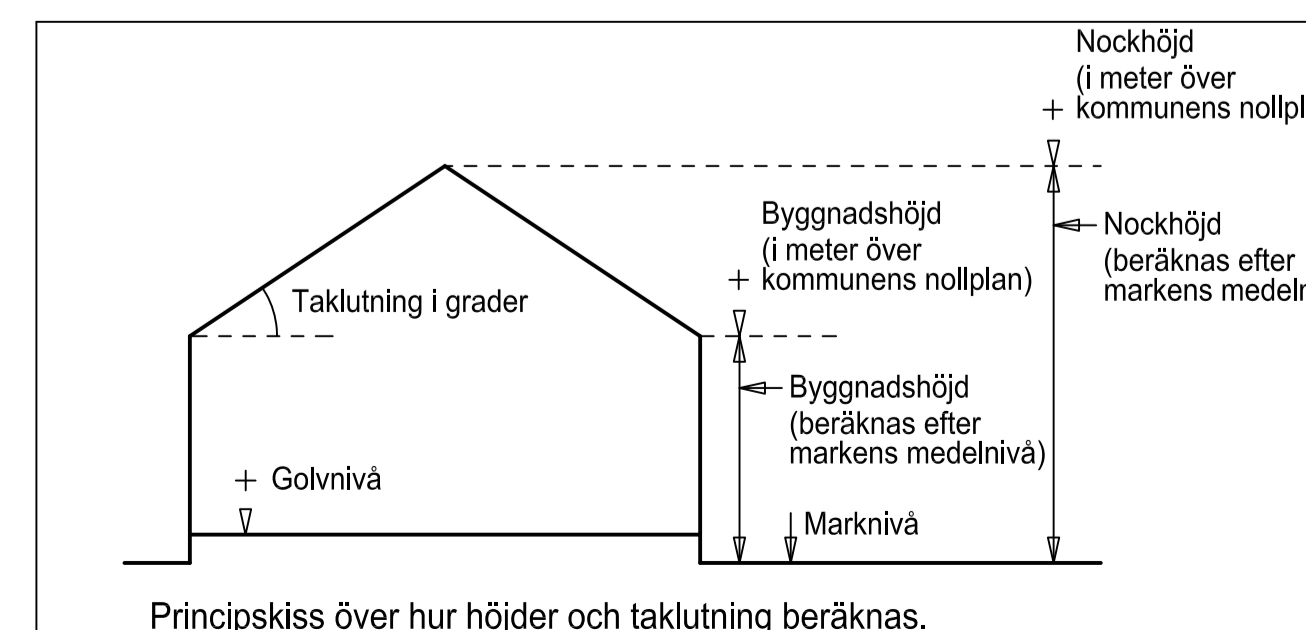 Nockhöjd
(i meter över
+ kommunens nollpl
Byggnadshöjd
(i meter över
+ kommunens nollplan)
Nockhöjd
(beräknas efter
markens medeln
Taklutning i grader
Byggnadshöjd
(beräknas efter
markens medelnivå)
+ Golvnivå
Marknivå
Principskiss över hur höjder och taklutning beräknas.